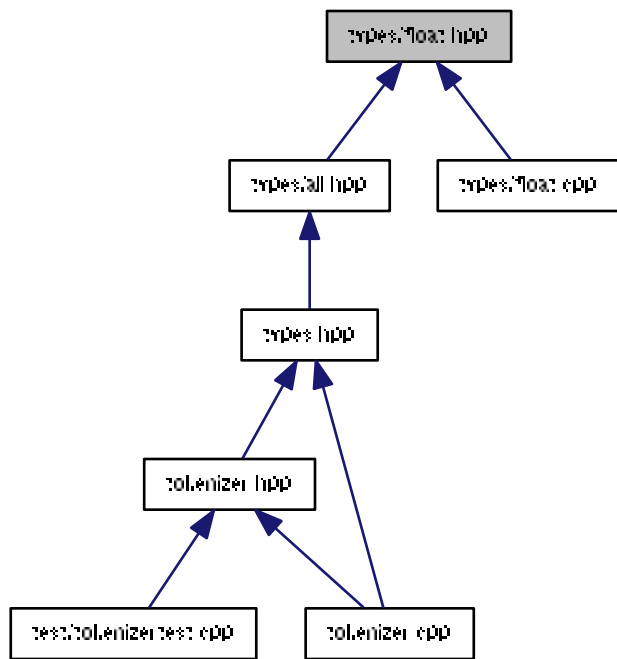 types/float.hpp
types/all.hpp
types/float.cpp
types.hpp
tokenizer.hpp
test/tokenizertest.cpp
tokenizer.cpp